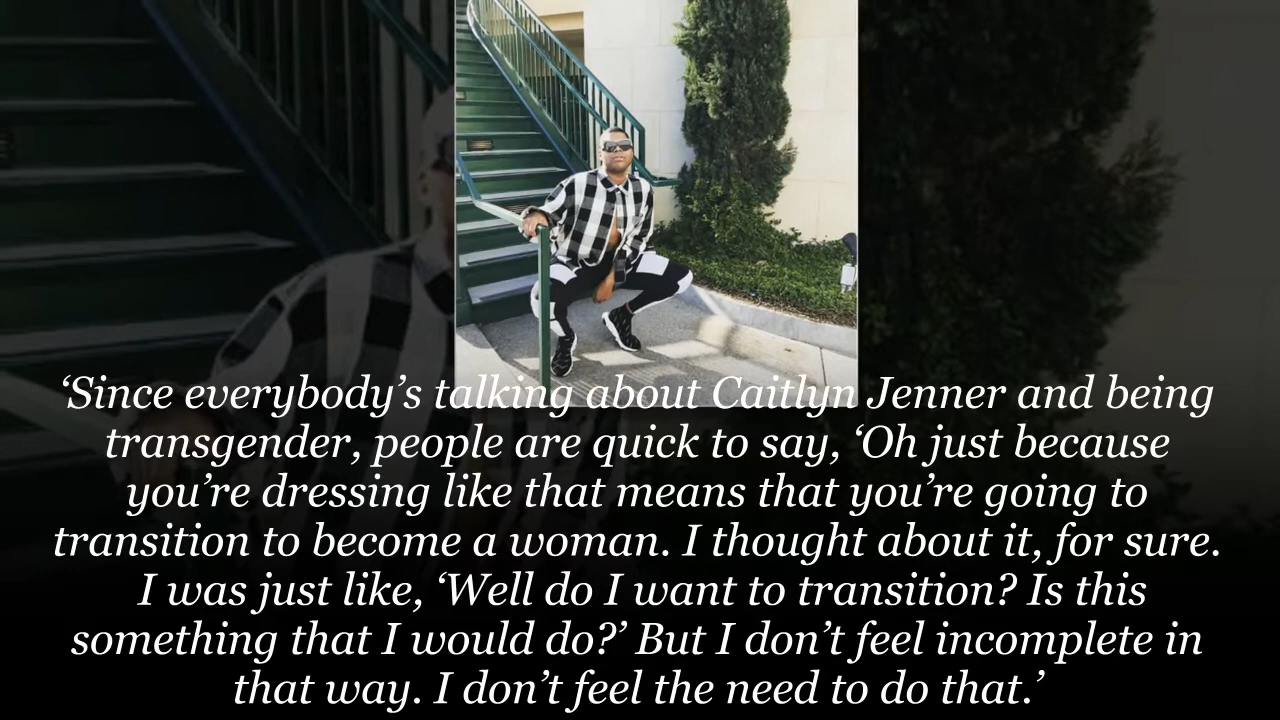 ‘Since everybody’s talking about Caitlyn Jenner and being
transgender, people are quick to say, ‘Oh just because
you’re dressing like that means that you’re going to
transition to become a woman. I thought about it, for sure.
I was just like, ‘Well do I want to transition? Is this
something that I would do?’ But I don’t feel incomplete in
that way. I don’t feel the need to do that.’